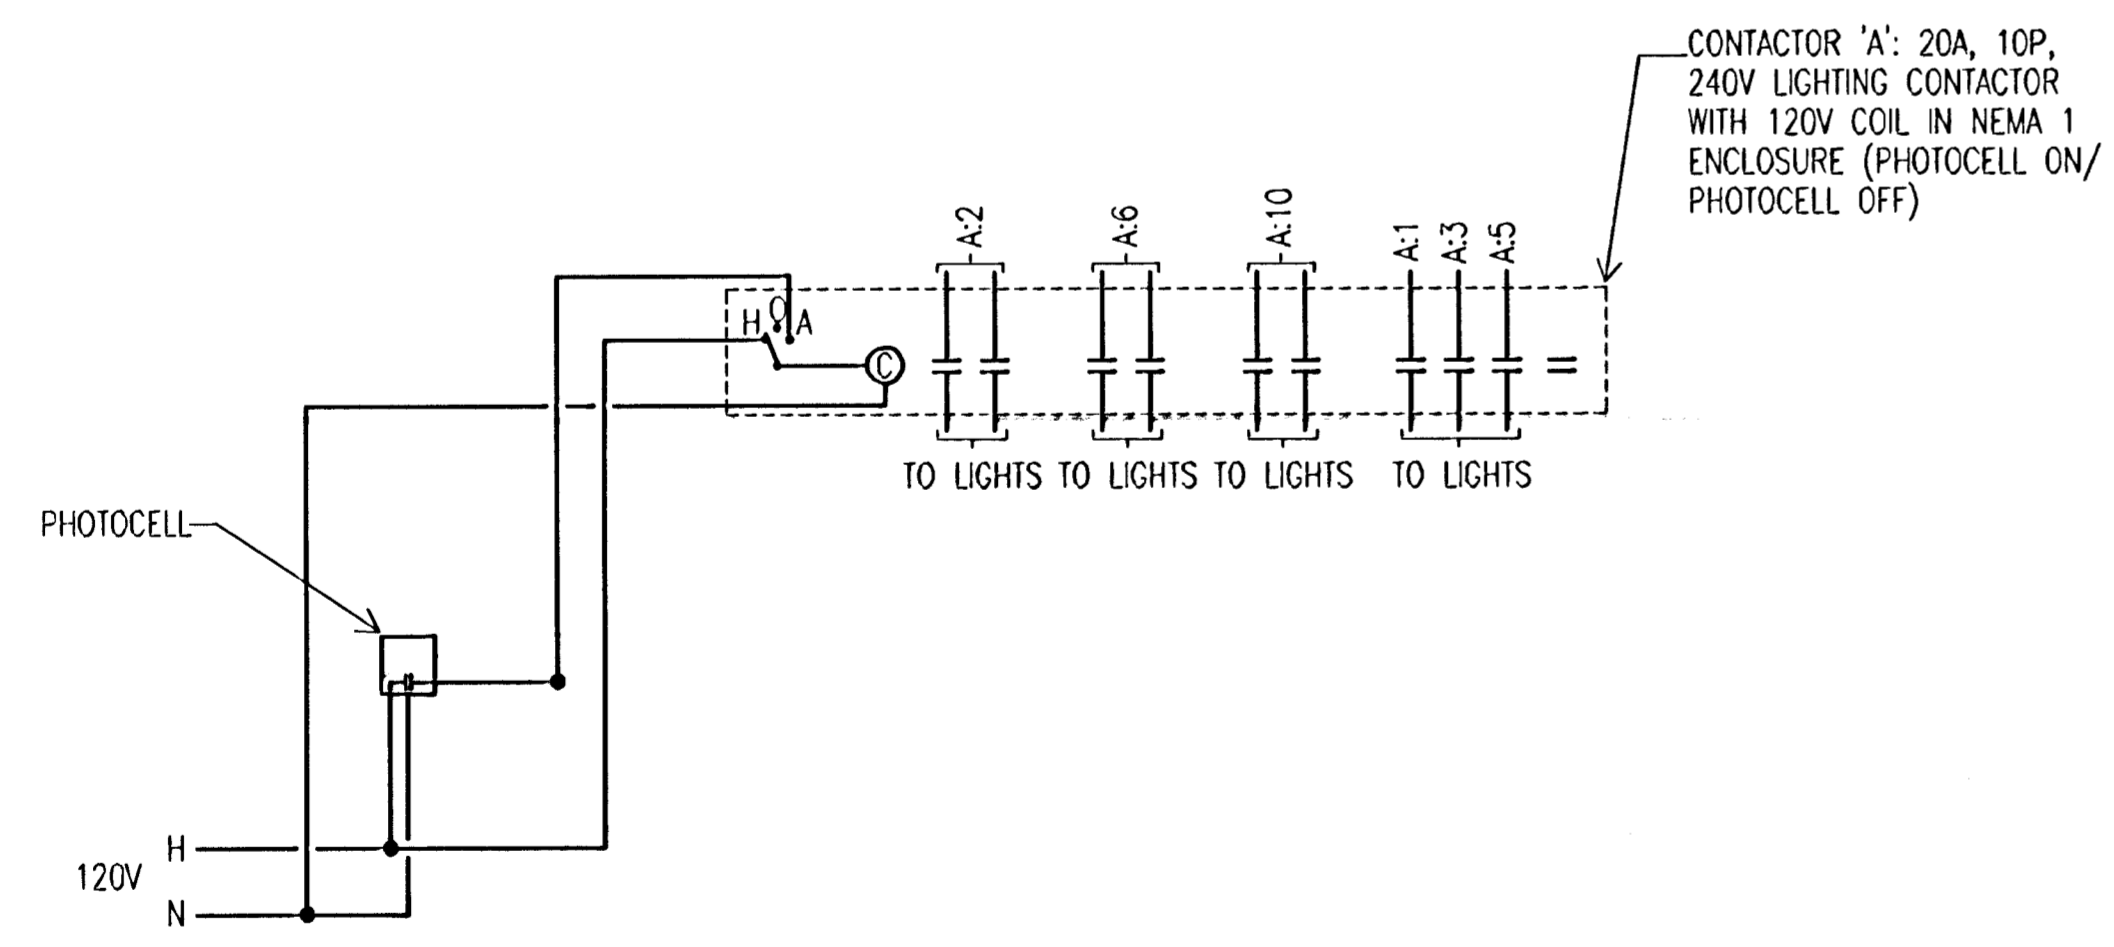 CONTACTOR 'A': 20A, 10P,
240V LIGHTING CONTACTOR
WITH 120V COIL IN NEMA 1
ENCLOSURE (PHOTOCELL ON/
PHOTOCELL OFF)
A:2
A:6
A:10
A:1
A:3
A:5
H O A
C
TO LIGHTS TO LIGHTS TO LIGHTS TO LIGHTS
PHOTOCELL
H
120V
N